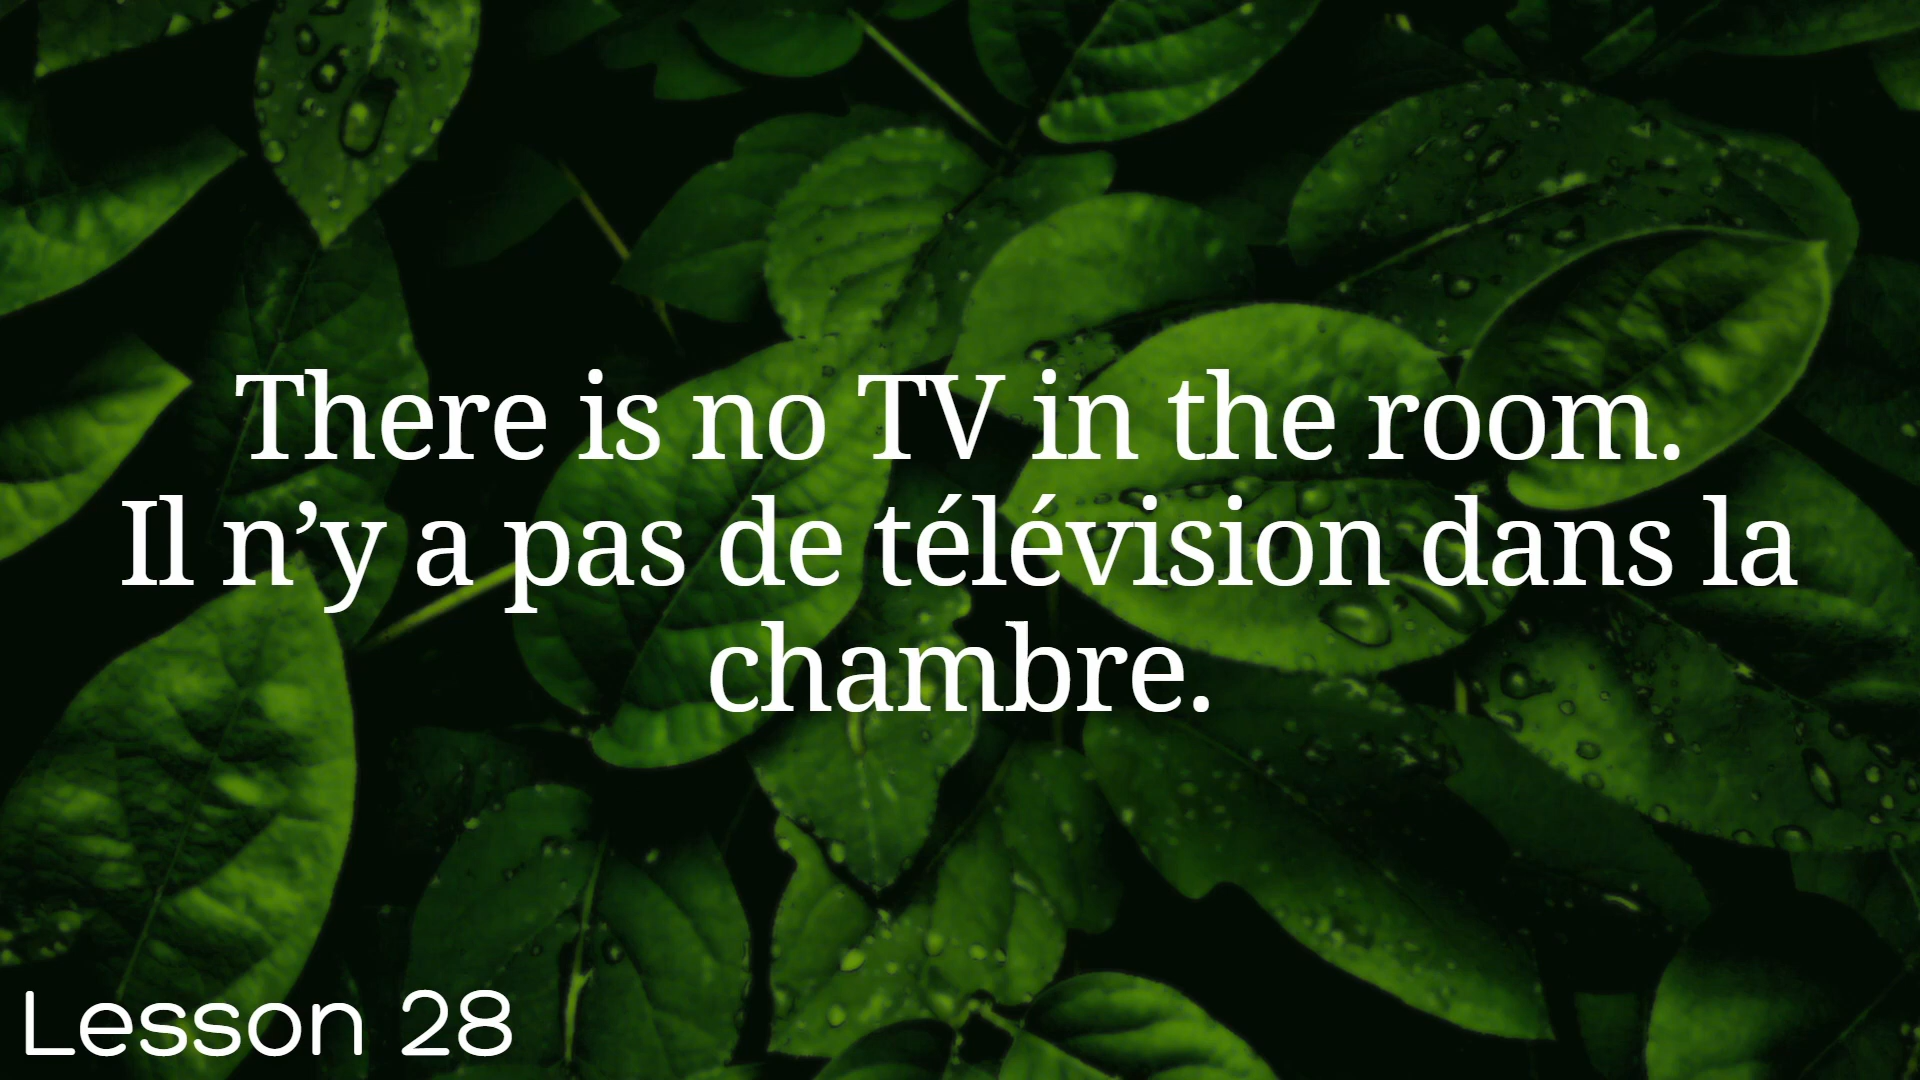 There is no TV in the room.
Il n’y a pas de télévision dans la
chambre.
Lesson 28